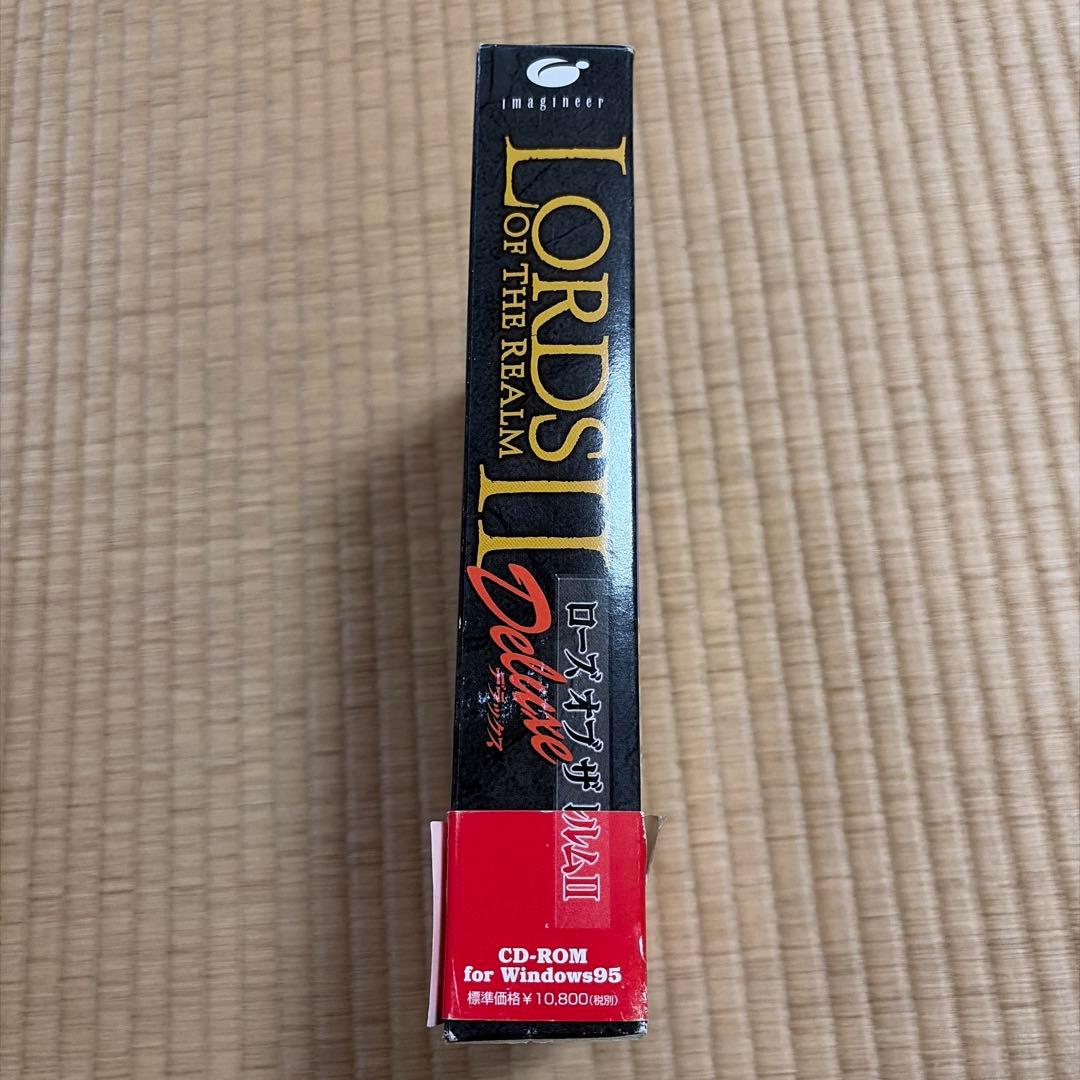 imagineer
LORDS
OF THE REALM
II
Deluxe
デラックス
ローズ オブ ザ レルムII
CD-ROM
for Windows95
標準価格￥10,800(税別)